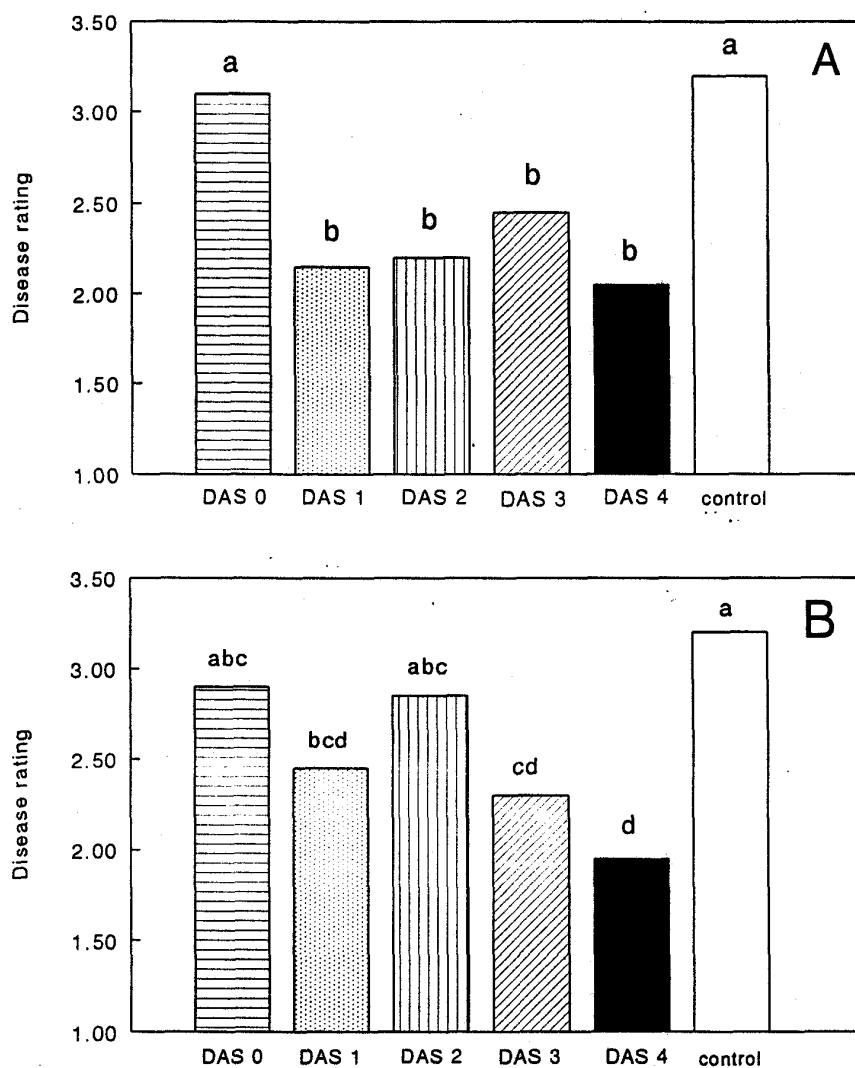 3.50
A
a
a
3.00
b
2.50
b
b
b
2.00
1.50
1.00
Disease rating
DAS 0 DAS 1 DAS 2 DAS 3 DAS 4 control
3.50
B
a
abc
abc
3.00
bcd
2.50
cd
d
2.00
1.50
1.00
Disease rating
DAS 0 DAS 1 DAS 2 DAS 3 DAS 4 control